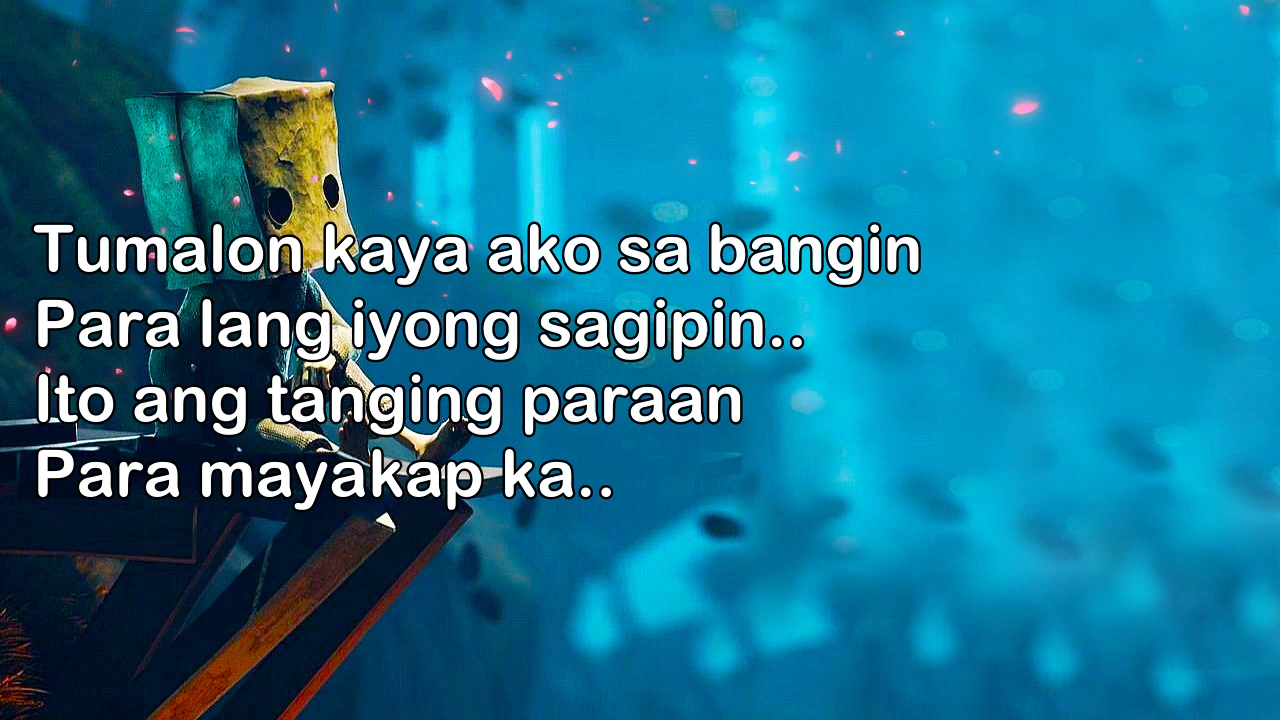 Tumalon kaya ako sa bangin
Para lang iyong sagipin..
Ito ang tanging paraan
Para mayakap ka..